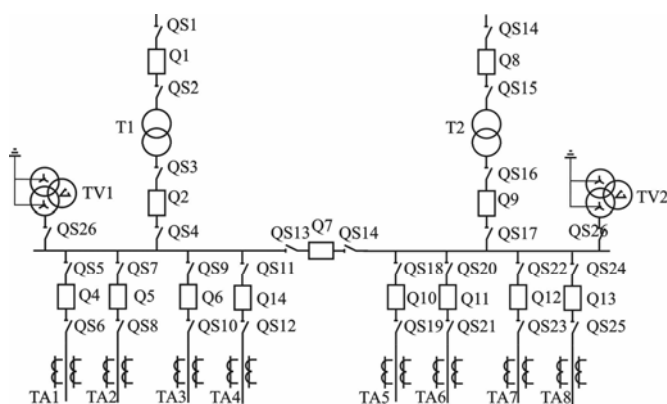 QS1 QS14
Q1 Q8
QS2 QS15
T1 T2
QS3 QS16
TV1 TV2
Q2 Q9
QS26 QS4 QS13 Q7 QS14 QS17 QS26
QS5 QS7 QS9 QS11 QS18 QS20 QS22 QS24
Q4 Q5 Q6 Q14 Q10 Q11 Q12 Q13
QS6 QS8 QS10 QS12 QS19 QS21 QS23 QS25
TA1 TA2 TA3 TA4 TA5 TA6 TA7 TA8